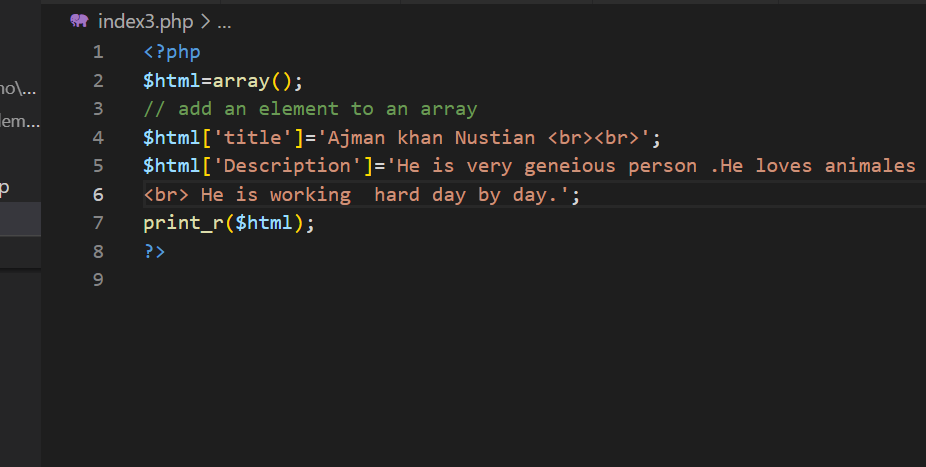 no\...
lem...
p
index3.php > ...
1 <?php
2 $html=array();
3 // add an element to an array
4 $html['title']='Ajman khan Nustian <br><br>';
5 $html['Description']='He is very geneious person .He loves animales
6 <br> He is working  hard day by day.';
7 print_r($html);
8 ?>
9